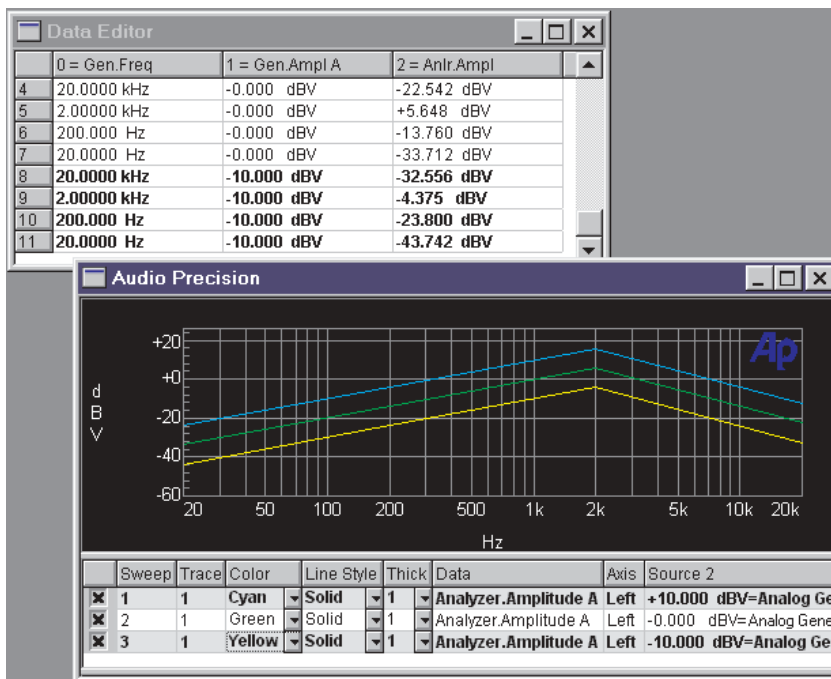 Data Editor
0 = Gen.Freq 1 = Gen.Ampl A 2 = Anlr.Ampl
4 20.0000 kHz -0.000 dBV -22.542 dBV
5 2.00000 kHz -0.000 dBV +5.648 dBV
6 200.000 Hz -0.000 dBV -13.760 dBV
7 20.0000 Hz -0.000 dBV -33.712 dBV
8 20.0000 kHz -10.000 dBV -32.556 dBV
9 2.00000 kHz -10.000 dBV -4.375 dBV
10 200.000 Hz -10.000 dBV -23.800 dBV
11 20.0000 Hz -10.000 dBV -43.742 dBV
Audio Precision
Ap
+20
+0
-20
-40
-60
d
B
V
20 50 100 200 500 1k 2k 5k 10k 20k
Hz
Sweep Trace Color Line Style Thick Data Axis Source 2
1 1 Cyan Solid 1 Analyzer.Amplitude A Left +10.000 dBV=Analog Ge
2 1 Green Solid 1 Analyzer.Amplitude A Left -0.000 dBV=Analog Gene
3 1 Yellow Solid 1 Analyzer.Amplitude A Left -10.000 dBV=Analog Ge